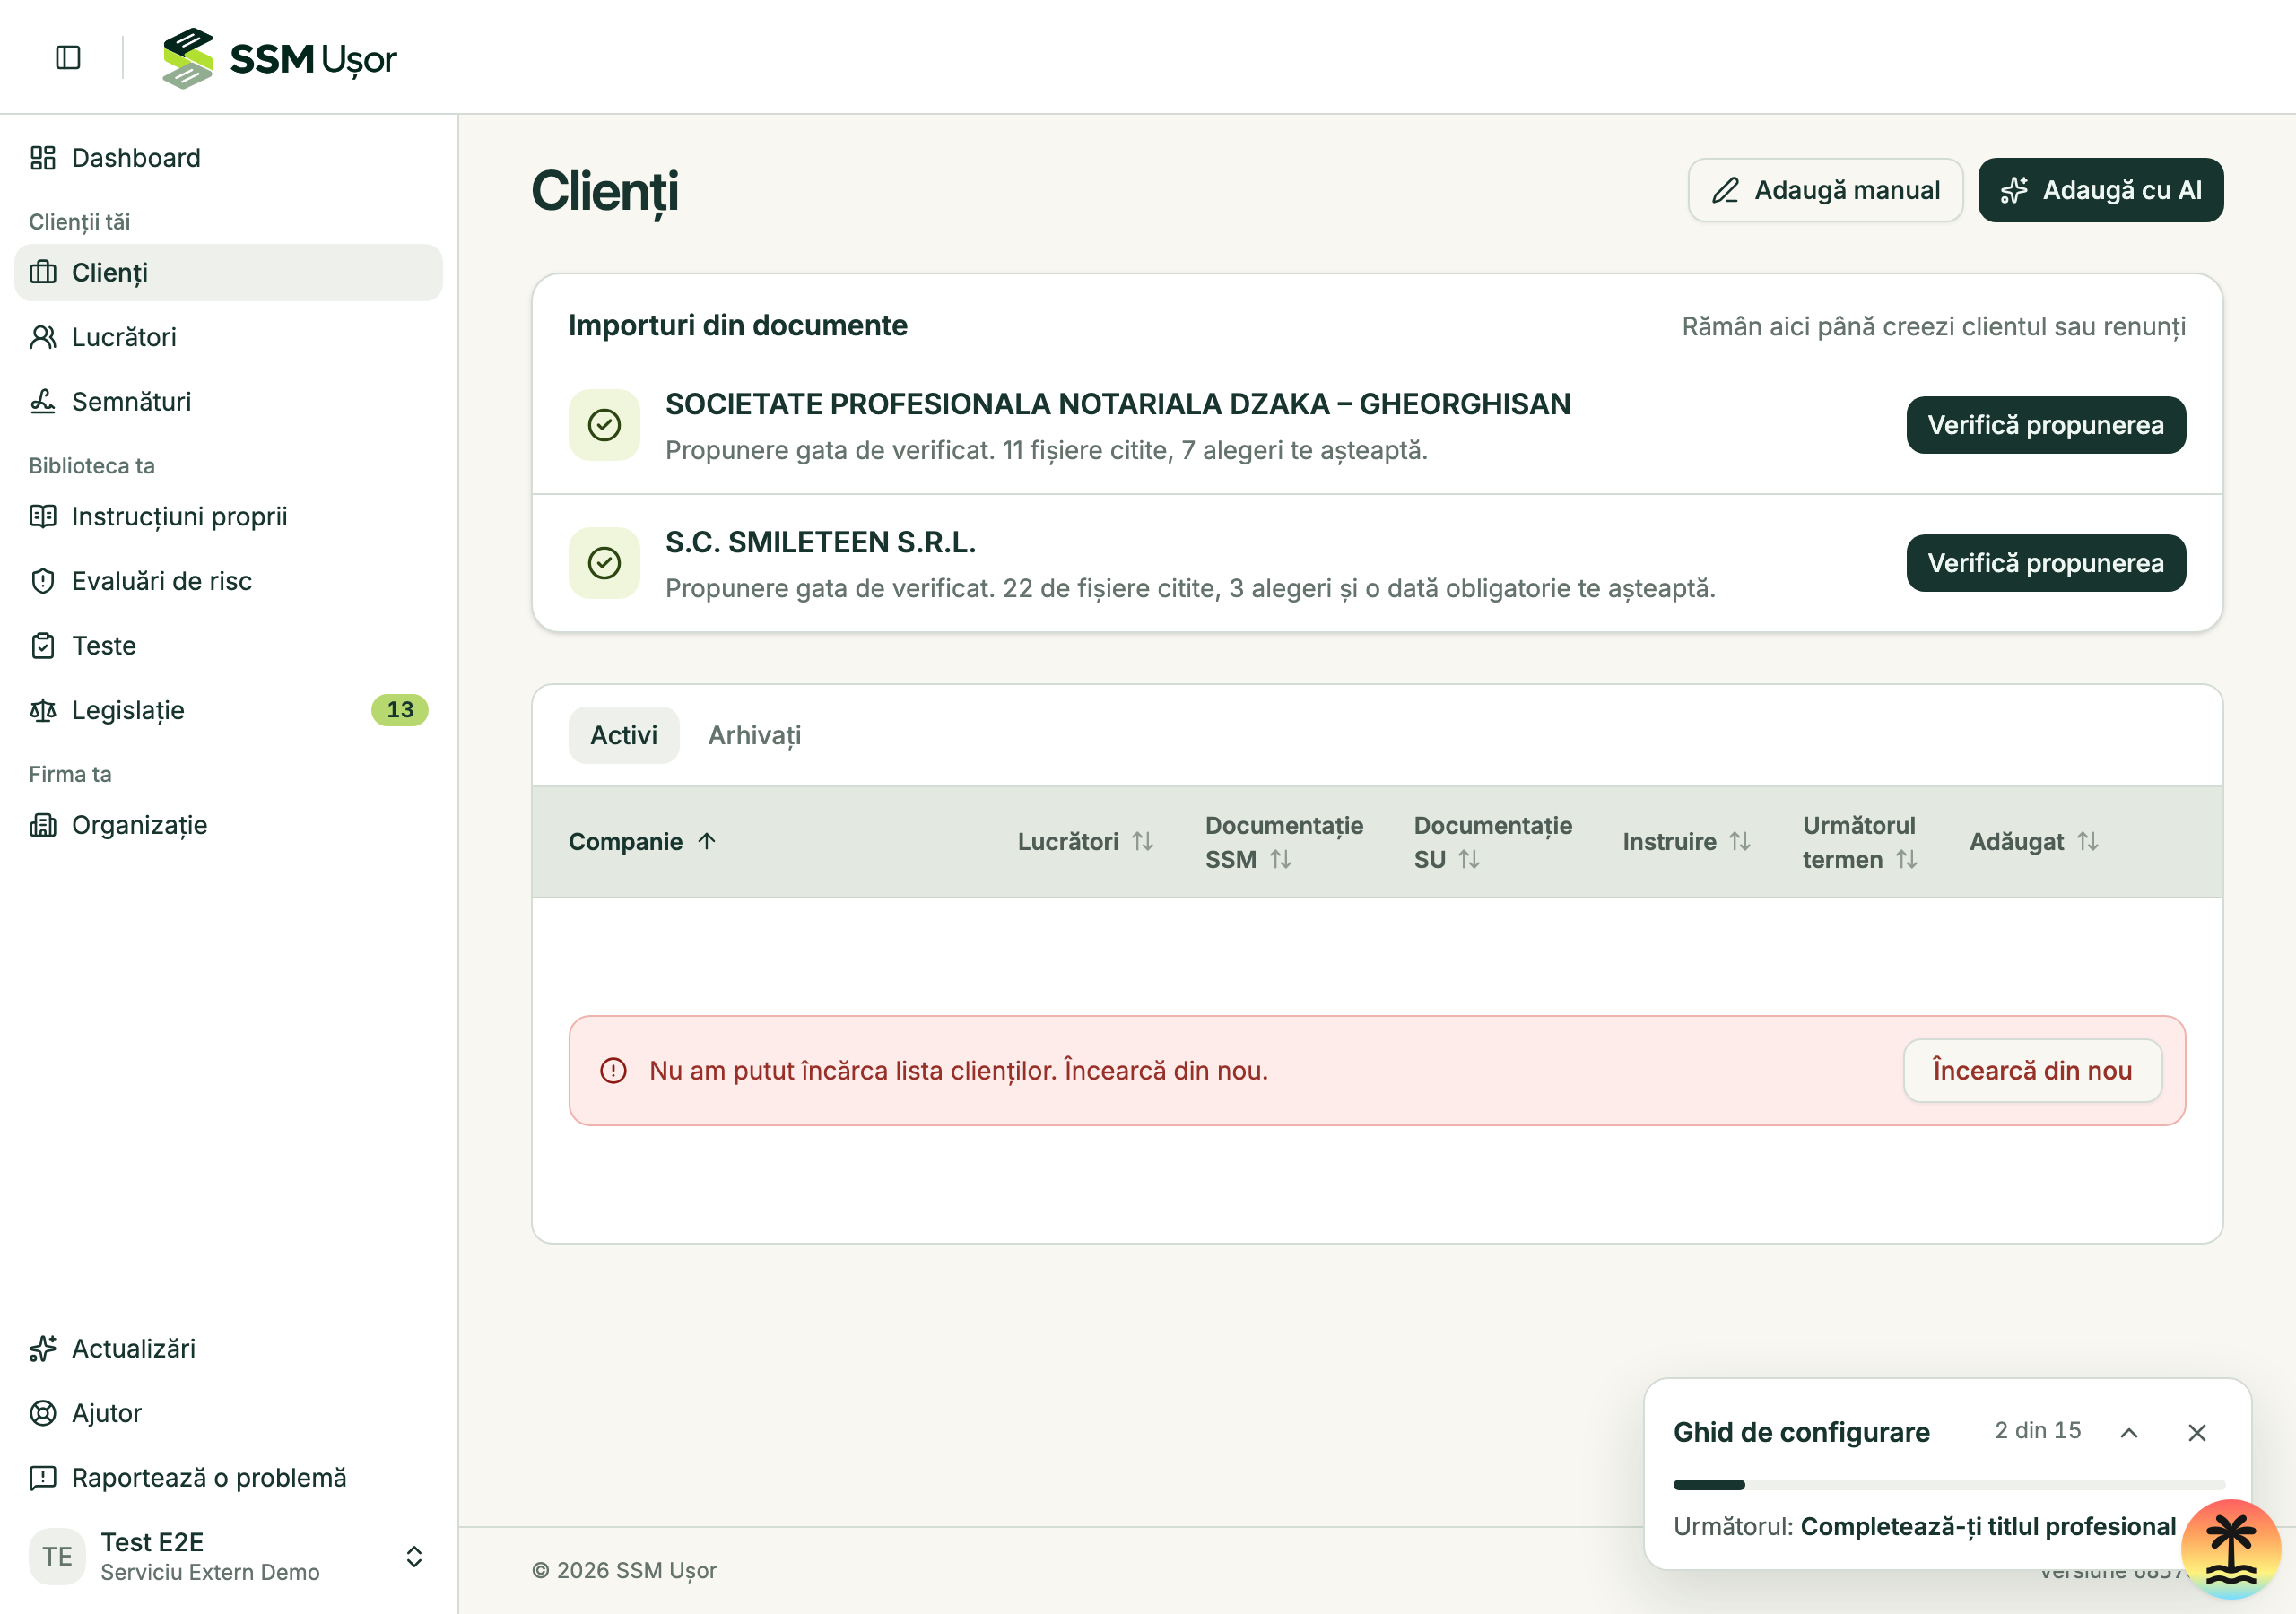 SSM Ușor
Dashboard
Clienții tăi
Clienți
Lucrători
Semnături
Biblioteca ta
Instrucțiuni proprii
Evaluări de risc
Teste
Legislație 13
Firma ta
Organizație
Actualizări
Ajutor
Raportează o problemă
TE
Test E2E
Serviciu Extern Demo
Clienți
Adaugă manual
Adaugă cu AI
Importuri din documente
Rămân aici până creezi clientul sau renunți
SOCIETATE PROFESIONALA NOTARIALA DZAKA – GHEORGHISAN
Propunere gata de verificat. 11 fișiere citite, 7 alegeri te așteaptă.
Verifică propunerea
S.C. SMILETEEN S.R.L.
Propunere gata de verificat. 22 de fișiere citite, 3 alegeri și o dată obligatorie te așteaptă.
Verifică propunerea
Activi
Arhivați
Companie
Lucrători
Documentație
SSM
Documentație
SU
Instruire
Următorul
termen
Adăugat
Nu am putut încărca lista clienților. Încearcă din nou.
Încearcă din nou
Ghid de configurare
2 din 15
Următorul: Completează-ți titlul profesional
© 2026 SSM Ușor